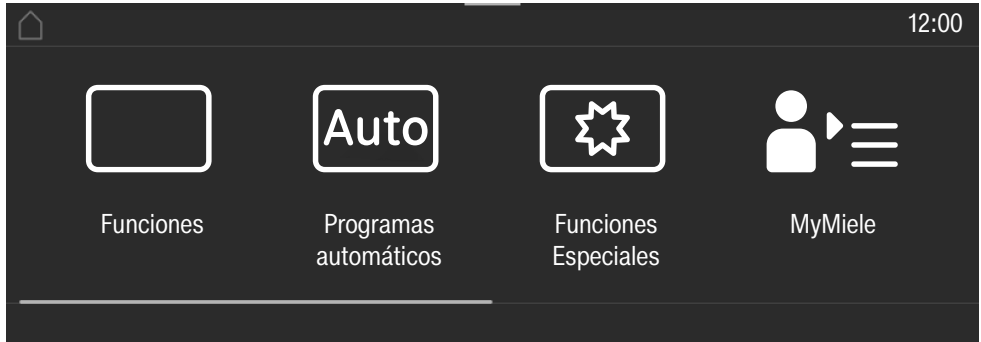 12:00
Auto
Funciones
Programas
automáticos
Funciones
Especiales
MyMiele